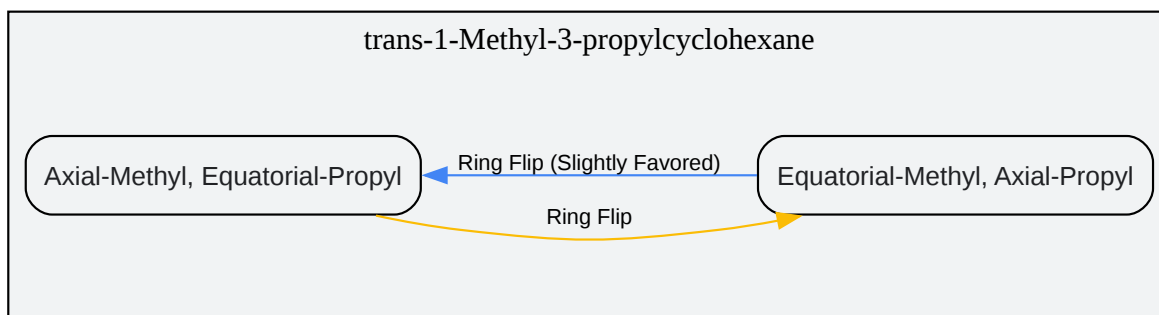 trans-1-Methyl-3-propylcyclohexane
Axial-Methyl, Equatorial-Propyl
Ring Flip (Slightly Favored)
Equatorial-Methyl, Axial-Propyl
Ring Flip